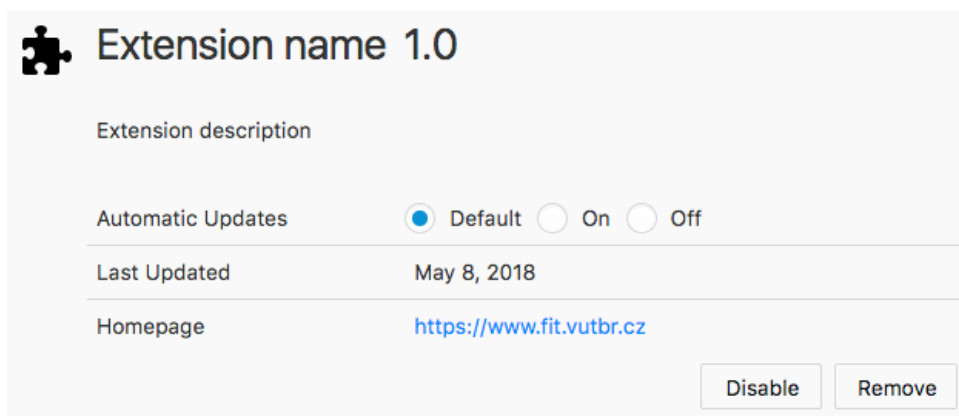 Extension name 1.0
Extension description
Automatic Updates Default On Off
Last Updated May 8, 2018
Homepage https://www.fit.vutbr.cz
Disable Remove